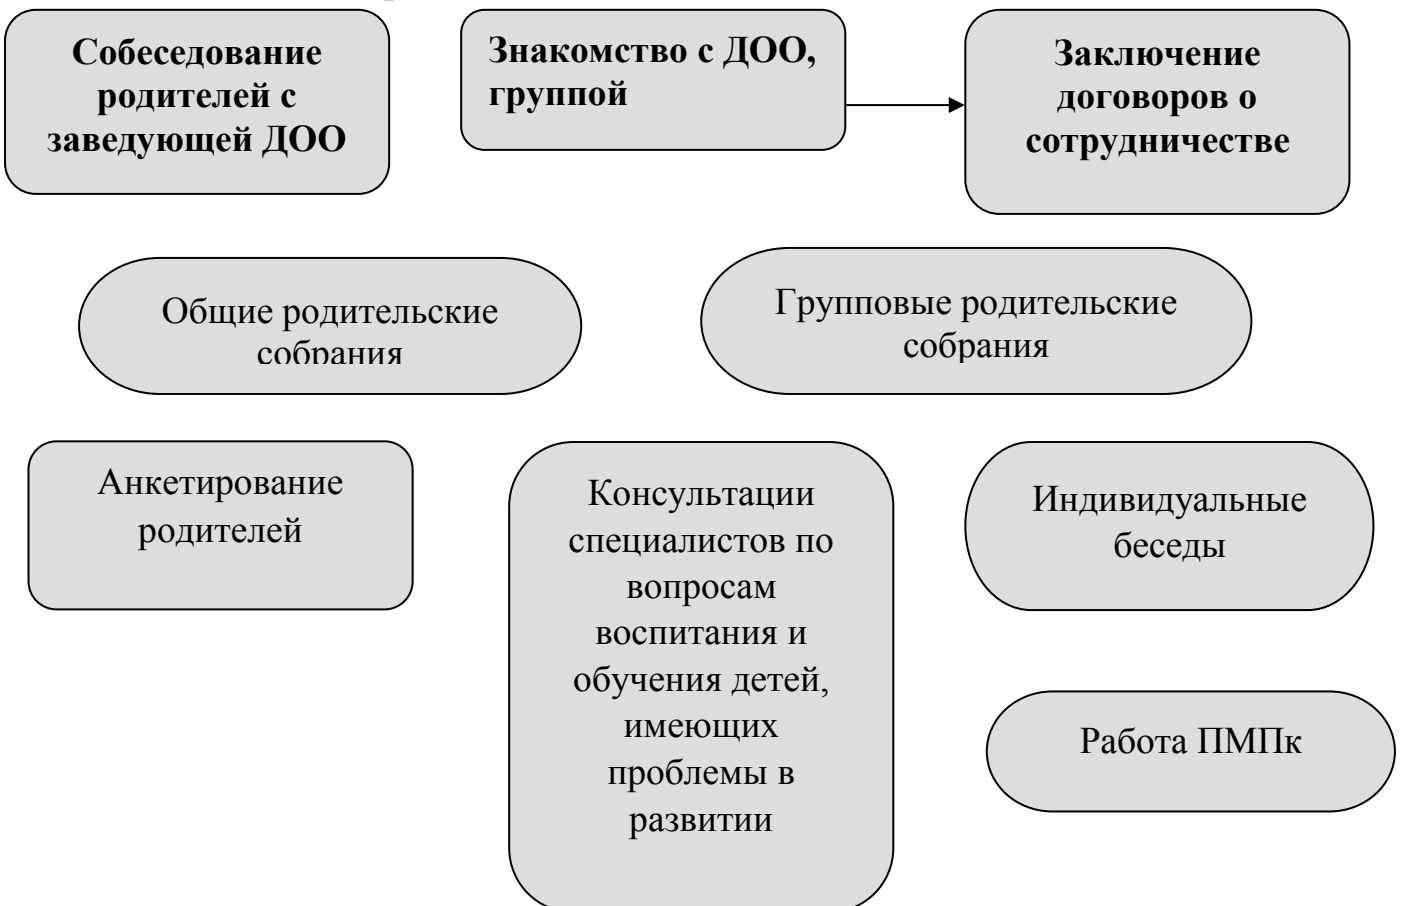 Собеседование
родителей с
заведующей ДОО
Знакомство с ДОО,
группой
Заключение
договоров о
сотрудничестве
Общие родительские
собрания
Групповые родительские
собрания
Анкетирование
родителей
Консультации
специалистов по
вопросам
воспитания и
обучения детей,
имеющих
проблемы в
развитии
Индивидуальные
беседы
Работа ПМПк